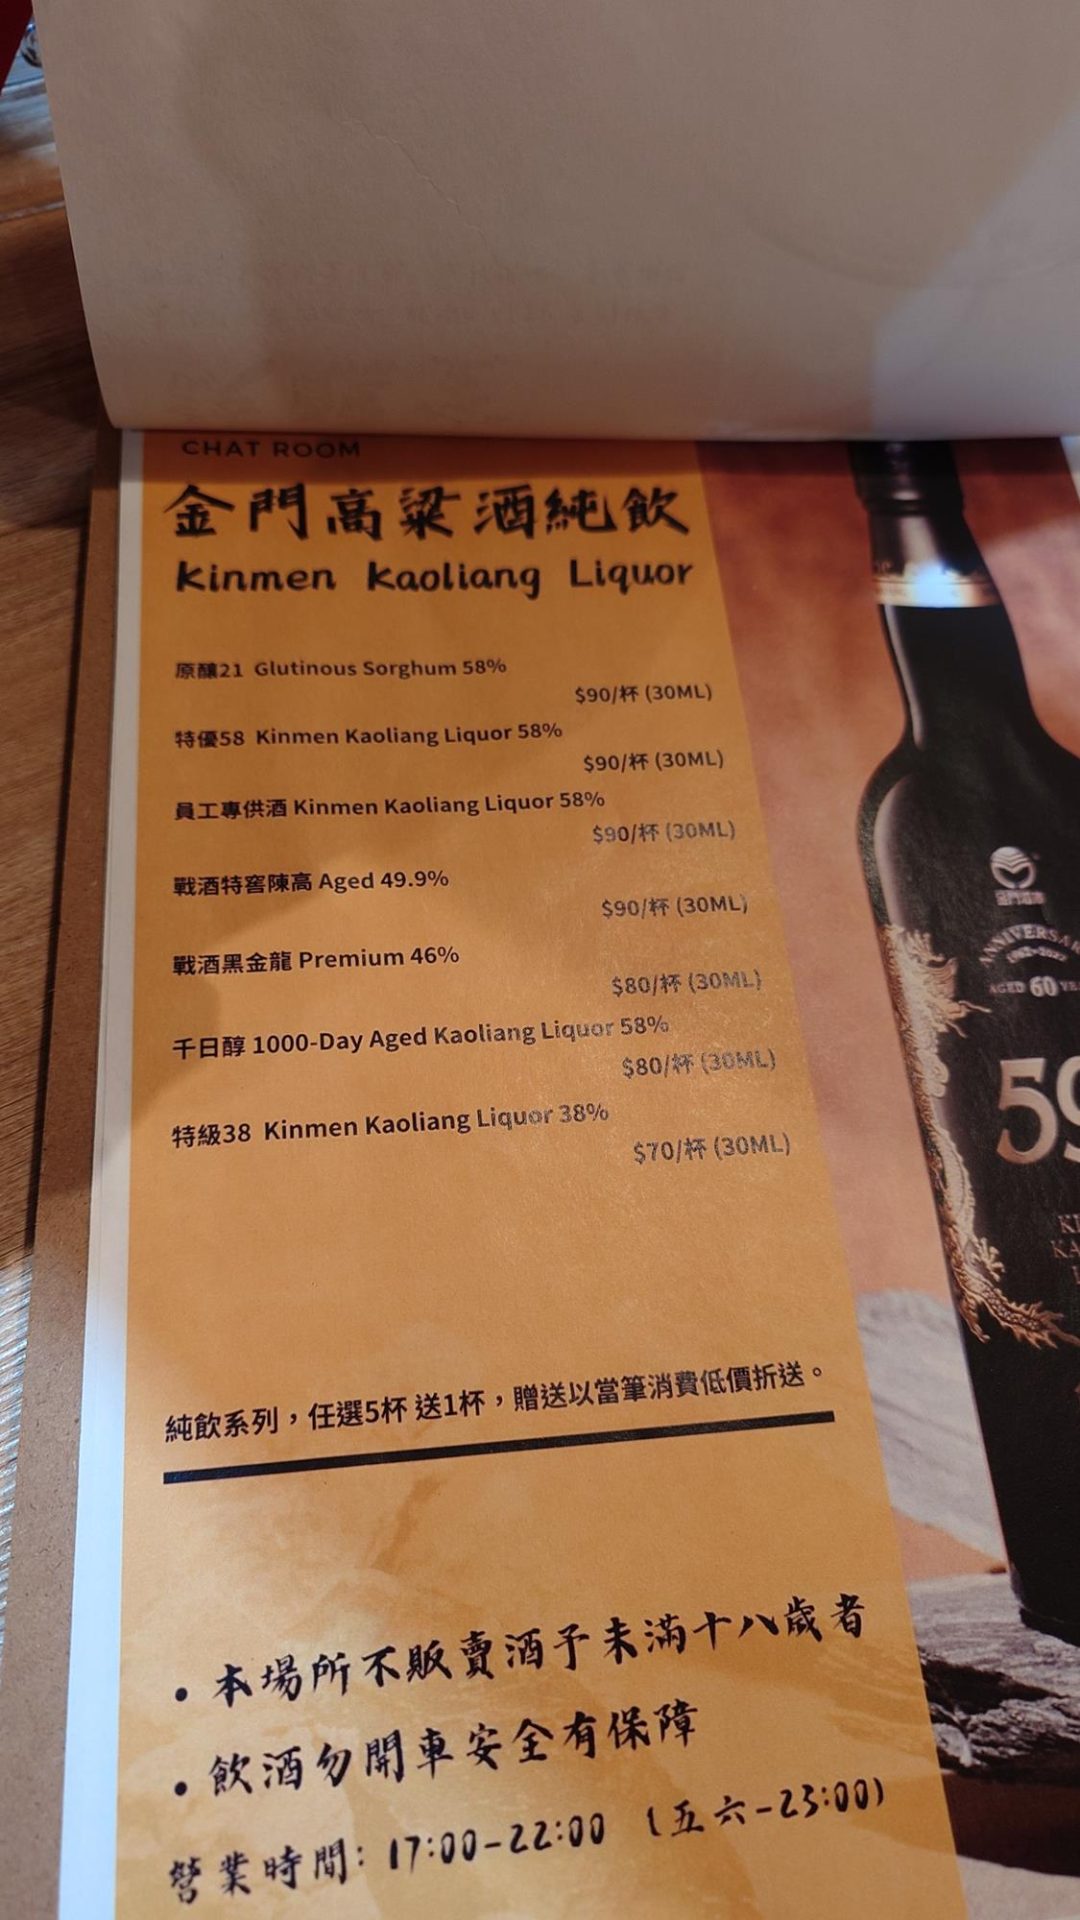 CHAT ROOM
金門高粱酒純飲
Kinmen Kaoliang Liquor
原釀21 Glutinous Sorghum 58%
$90/杯 (30ML)
特優58 Kinmen Kaoliang Liquor 58%
$90/杯 (30ML)
員工專供酒 Kinmen Kaoliang Liquor 58%
$90/杯 (30ML)
戰酒特窖陳高 Aged 49.9%
$90/杯 (30ML)
戰酒黑金龍 Premium 46%
$80/杯 (30ML)
千日醇 1000-Day Aged Kaoliang Liquor 58%
$80/杯 (30ML)
特級38 Kinmen Kaoliang Liquor 38%
$70/杯 (30ML)
純飲系列，任選5杯 送1杯，贈送以當筆消費低價折送。
• 本場所不販賣酒予未滿十八歲者
• 飲酒勿開車安全有保障
營業時間: 17:00-22:00 (五六-23:00)
AGED 60
59